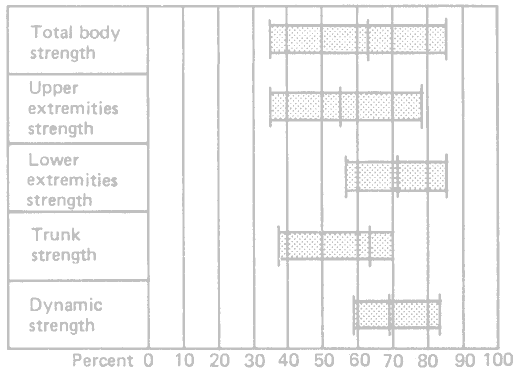 Total body
strength
Upper
extremities
strength
Lower
extremities
strength
Trunk
strength
Dynamic
strength
Percent 0 10 20 30 40 50 60 70 80 90 100